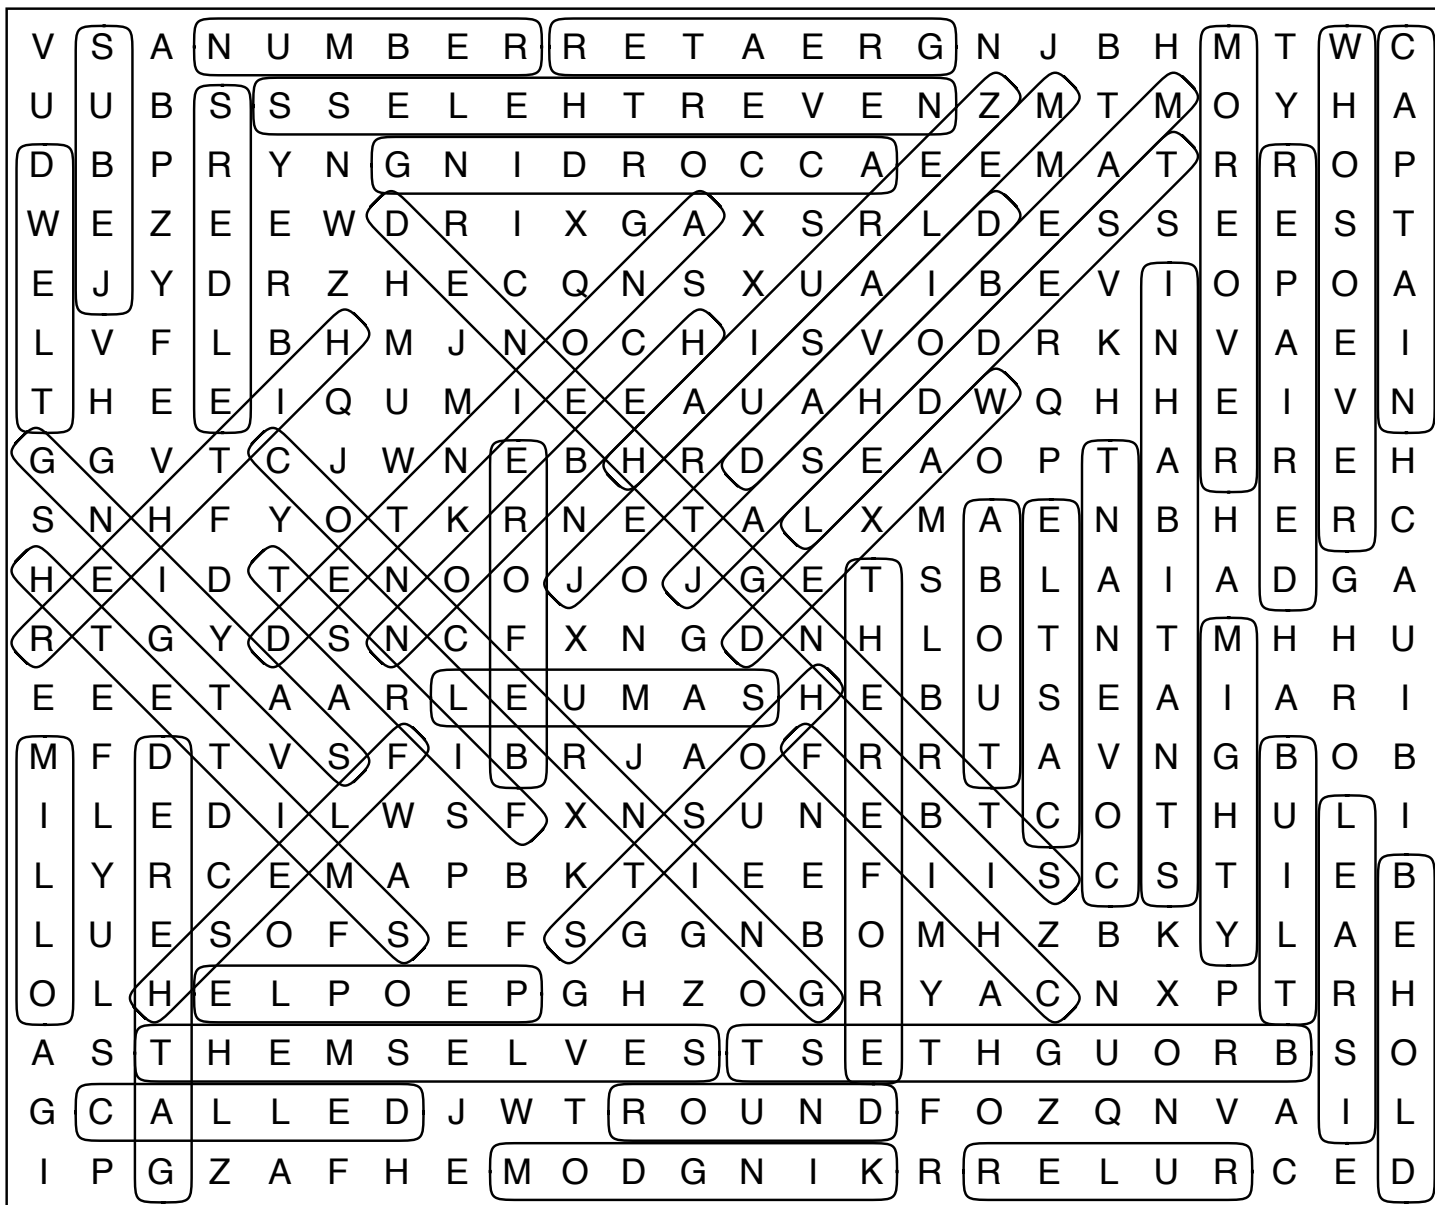 V S A N U M B E R R E T A E R G N J B H M T W C
U U B S S S E L E H T R E V E N Z M T M O Y H A
D B P R Y N G N I D R O C C A E E M A T R R O P
W E Z E E W D R I X G A X S R L D E S S E E S T
E J Y D R Z H E C Q N S X U A I B E V I O P O A
L V F L B H M J N O C H I S V O D R K N V A E I
T H E E I Q U M I E E A U A H D W Q H H E I V N
G G V T C J W N E B H R D S E A O P T A R R E H
S N H F Y O T K R N E T A L X M A E N B H E R C
H E I D T E N O O J O J G E T S B L A I A D G A
R T G Y D S N C F X N G D N H L O T N T M H H U
E E E T A A R L E U M A S H E B U S E A I A R I
M F D T V S F I B R J A O F R R T A V N G B O B
I L E D I L W S F X N S U N E B T C O T H U L I
L Y R C E M A P B K T I E E F I I S C S T I E B
L U E S O F S E F S G G N B O M H Z B K Y L A E
O L H E L P O E P G H Z O G R Y A C N X P T R H
A S T H E M S E L V E S T S E T H G U O R B S O
G C A L L E D J W T R O U N D F O Z Q N V A I L
I P G Z A F H E M O D G N I K R R E L U R C E D